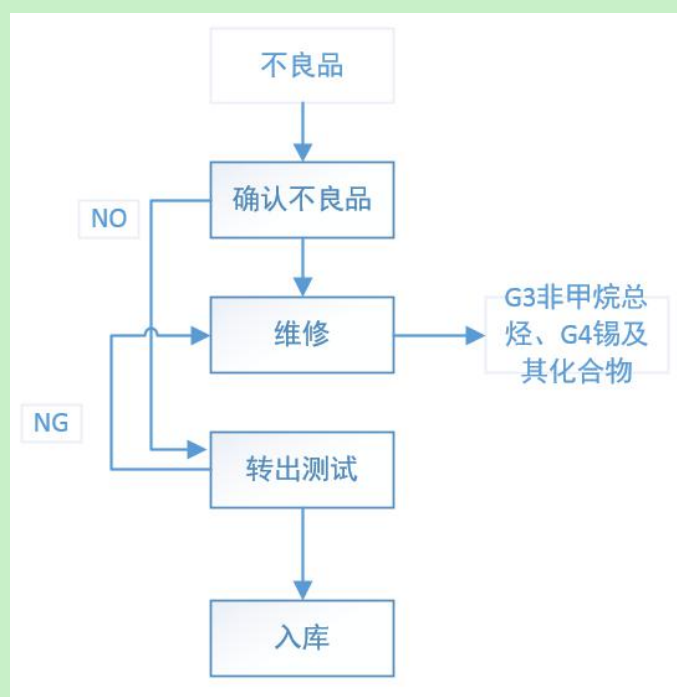 不良品
确认不良品
NO
维修
G3非甲烷总
烃、G4锡及
其化合物
NG
转出测试
入库